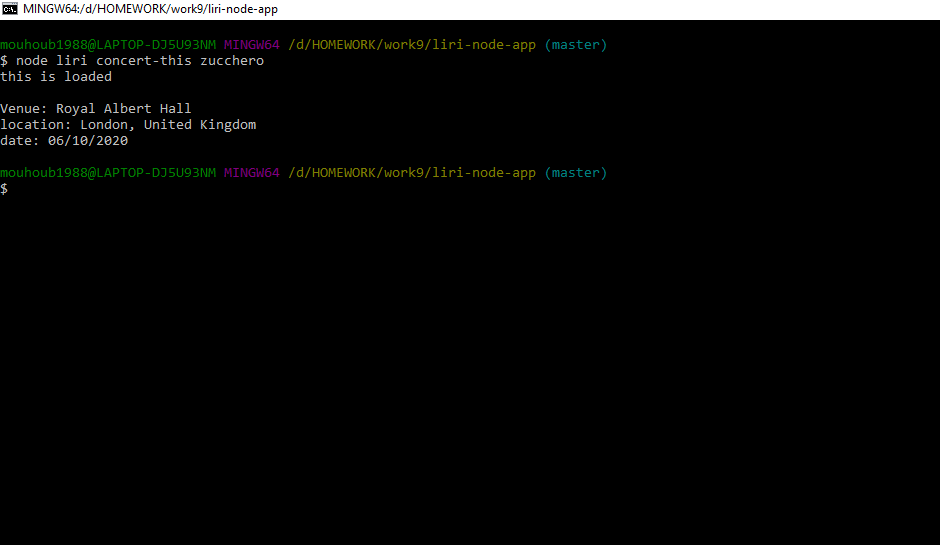 MINGW64:/d/HOMEWORK/work9/liri-node-app
mouhoub1988@LAPTOP-DJ5U93NM MINGW64 /d/HOMEWORK/work9/liri-node-app (master)
$ node liri concert-this zucchero
this is loaded
Venue: Royal Albert Hall
location: London, United Kingdom
date: 06/10/2020
mouhoub1988@LAPTOP-DJ5U93NM MINGW64 /d/HOMEWORK/work9/liri-node-app (master)
$